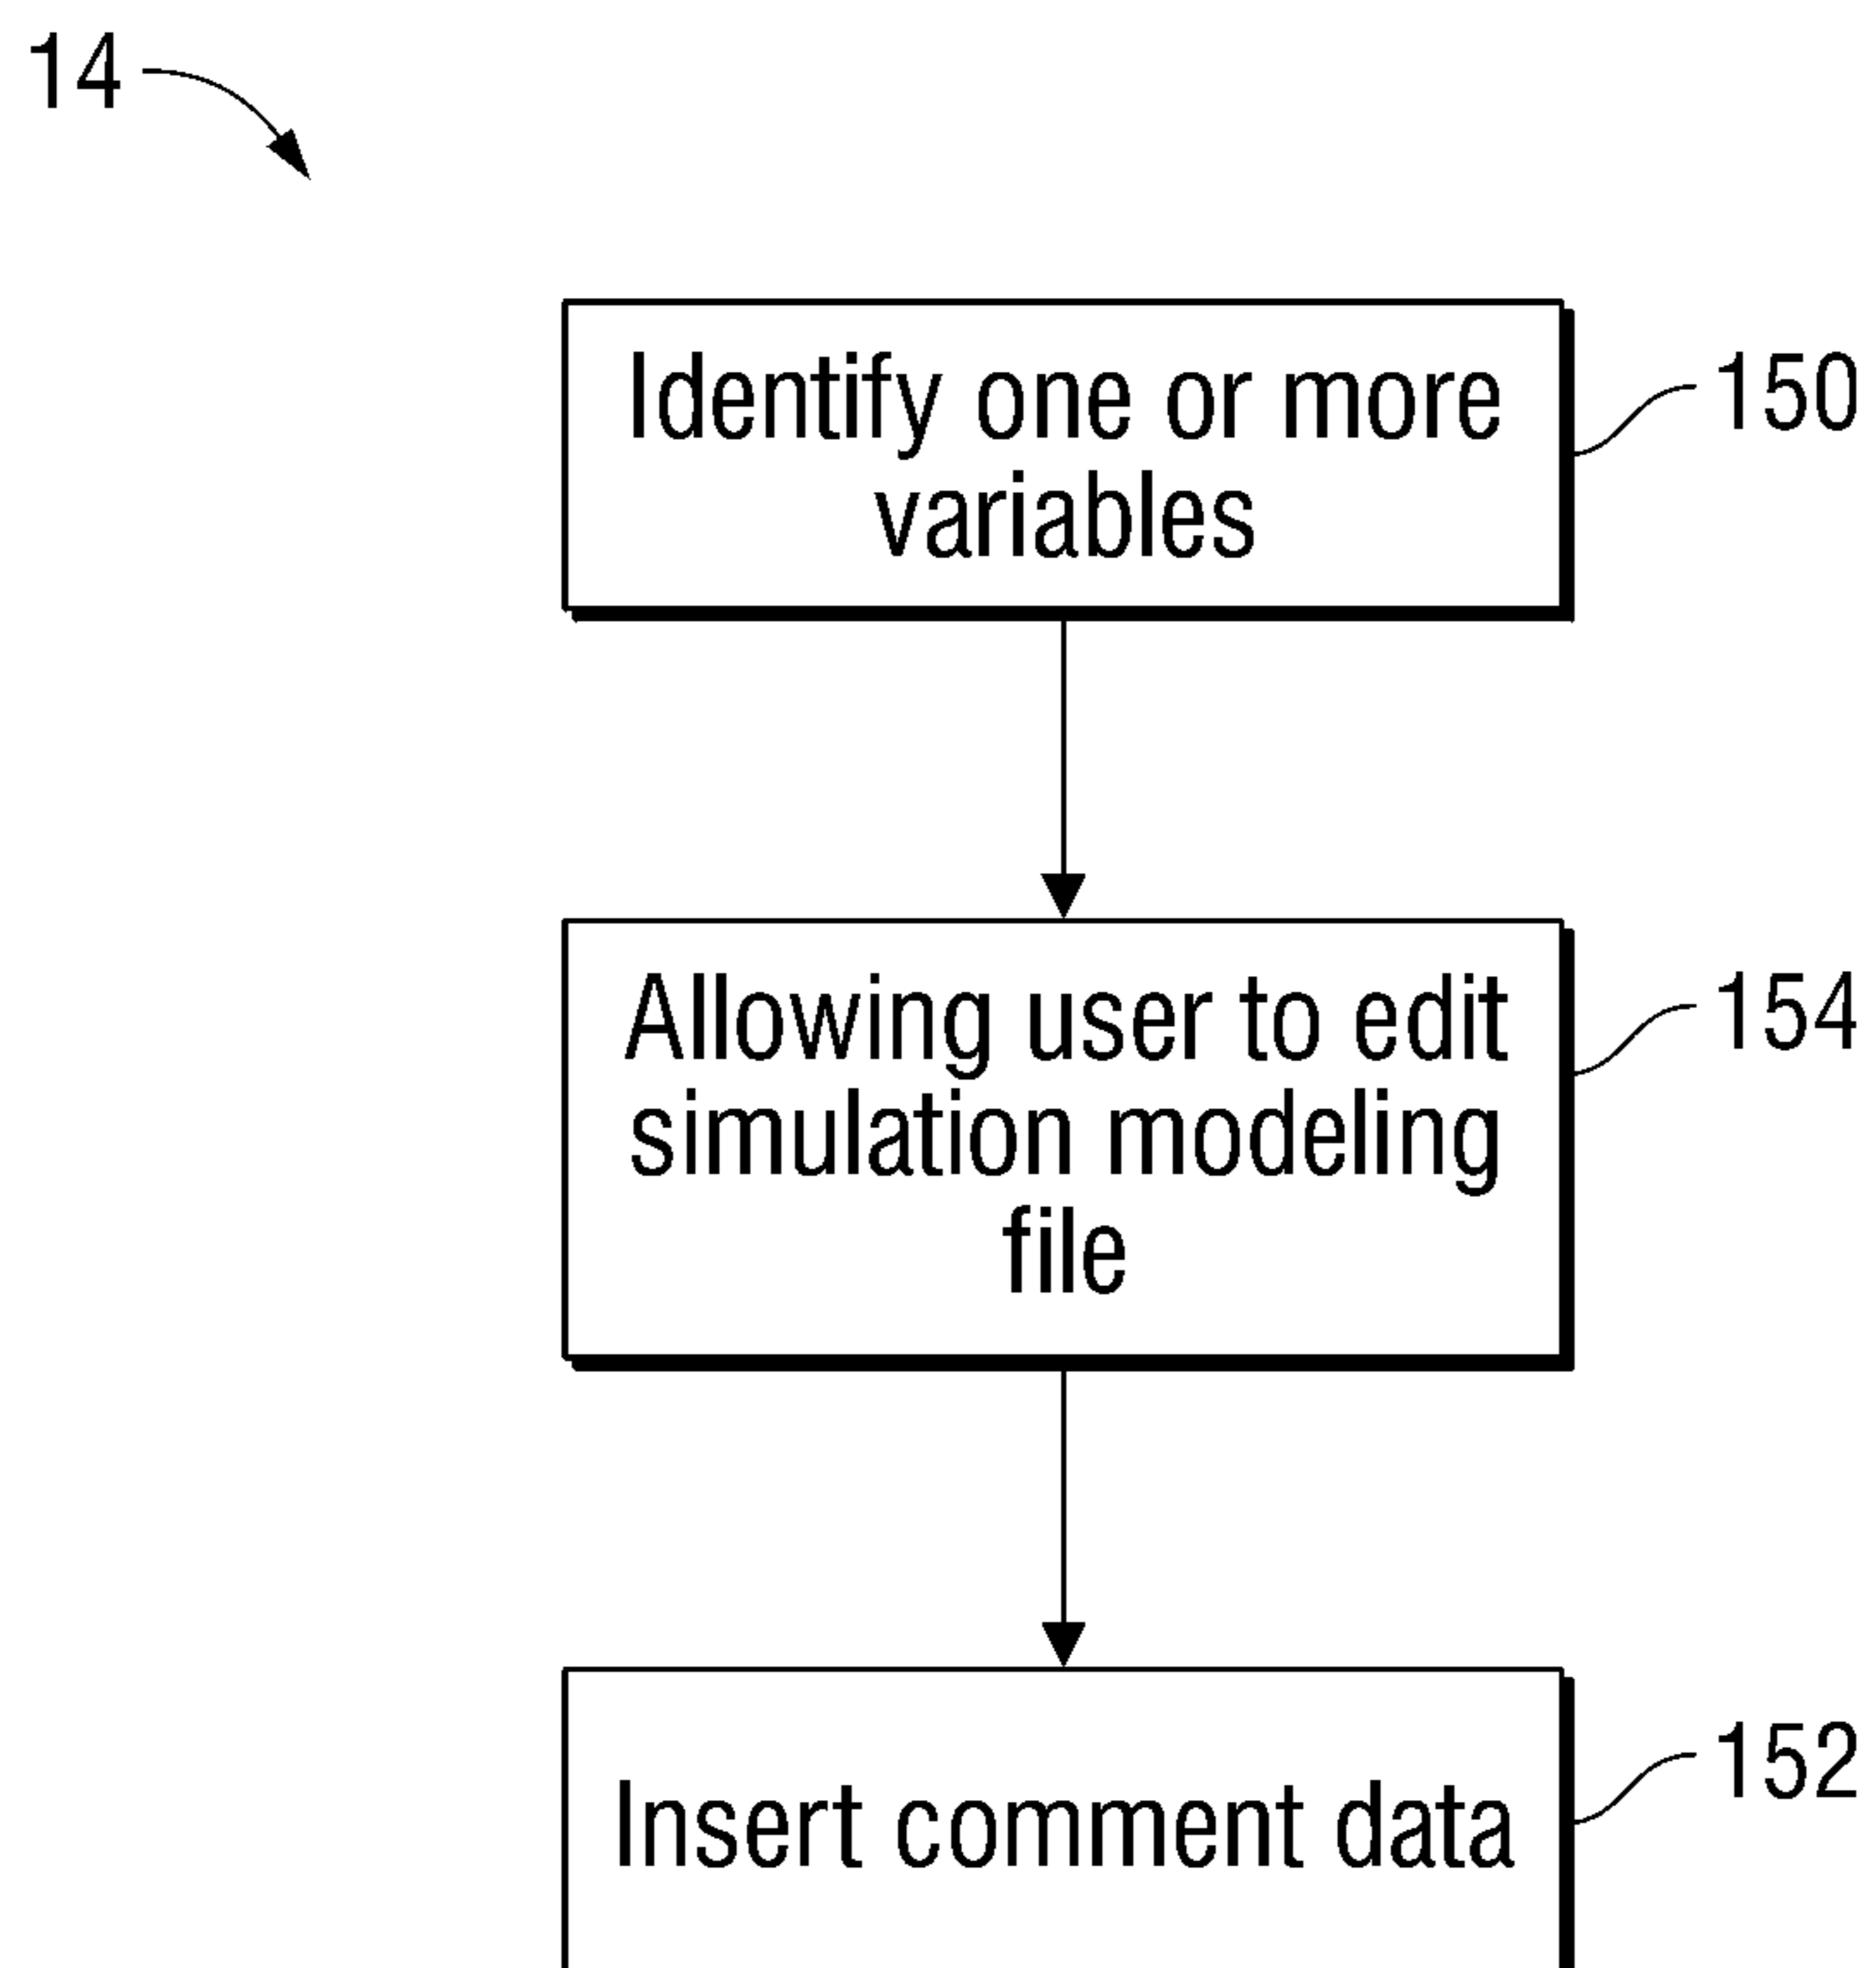 14
Identify one or more
variables
150
Allowing user to edit
simulation modeling
file
154
Insert comment data
152